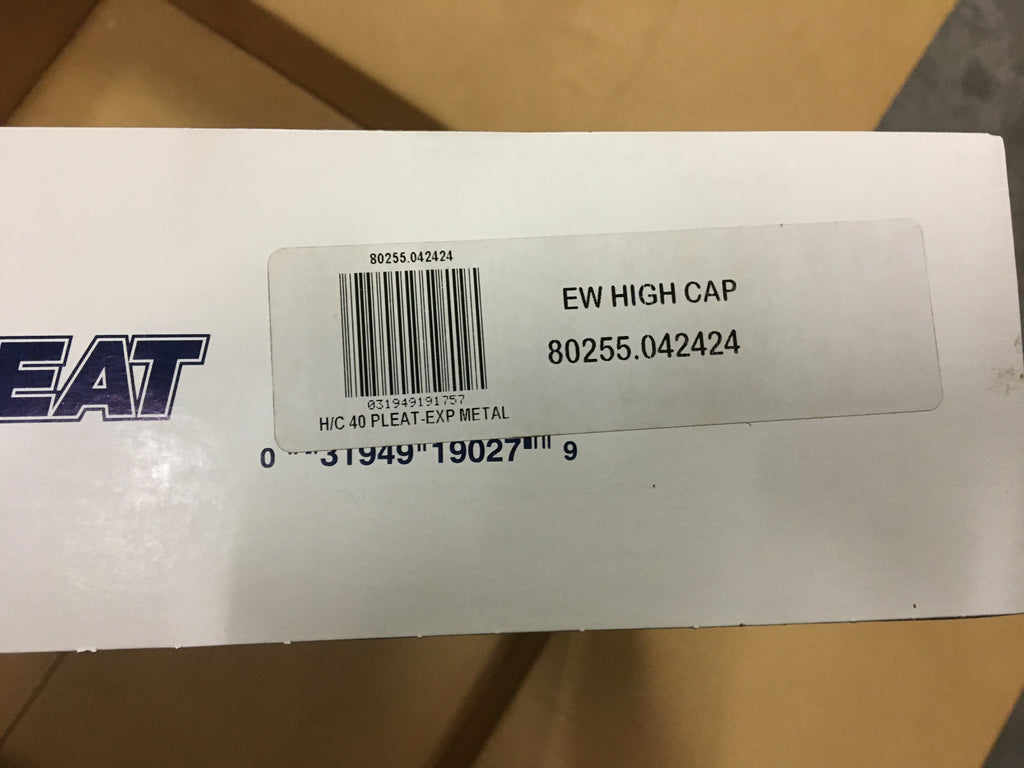 80255.042424
EW HIGH CAP
80255.042424
031949191757
H/C 40 PLEAT-EXP METAL
EAT
0 31949 19027 9